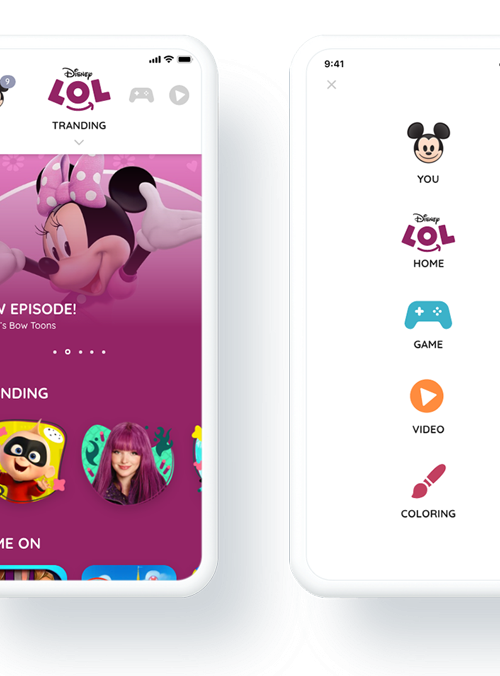 9
Disney
LOL
TRANDING
W EPISODE!
's Bow Toons
NDING
ME ON
9:41
YOU
Disney
LOL
HOME
GAME
VIDEO
COLORING